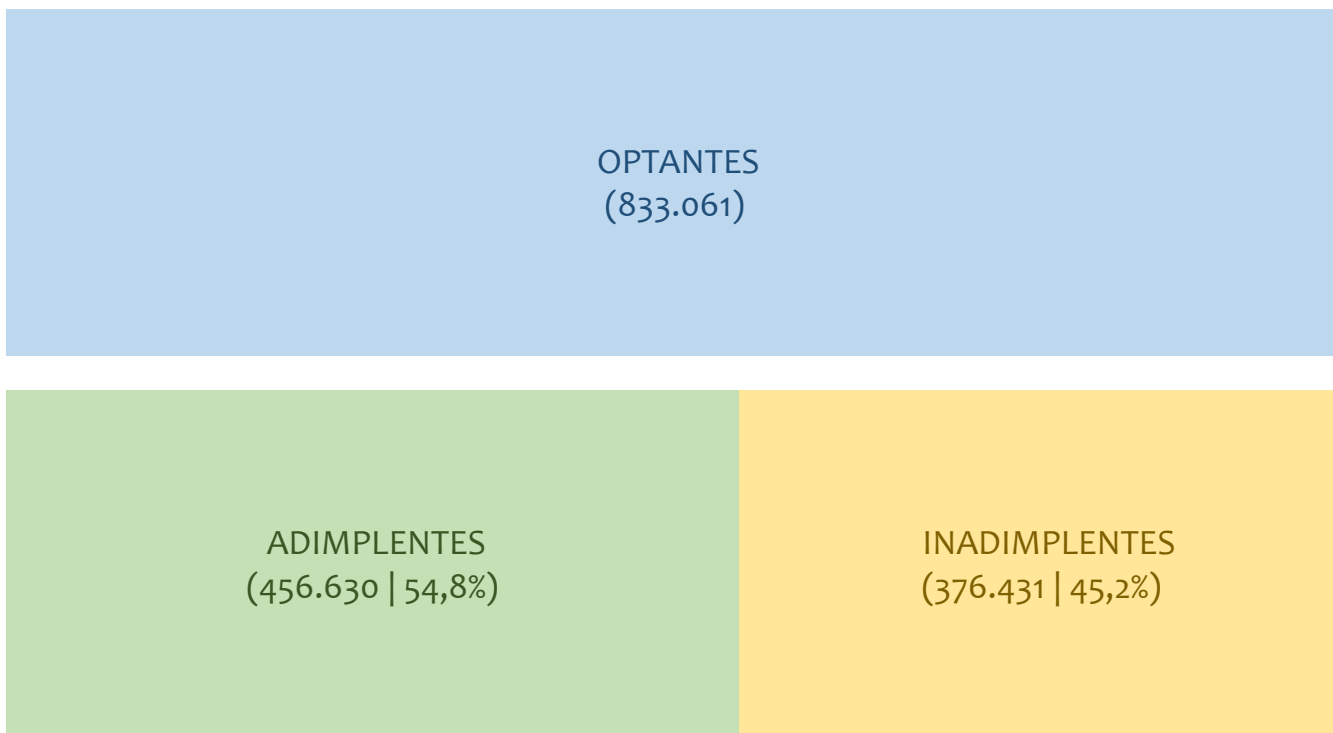 OPTANTES
(833.061)
ADIMPLENTES
(456.630 | 54,8%)
INADIMPLENTES
(376.431 | 45,2%)